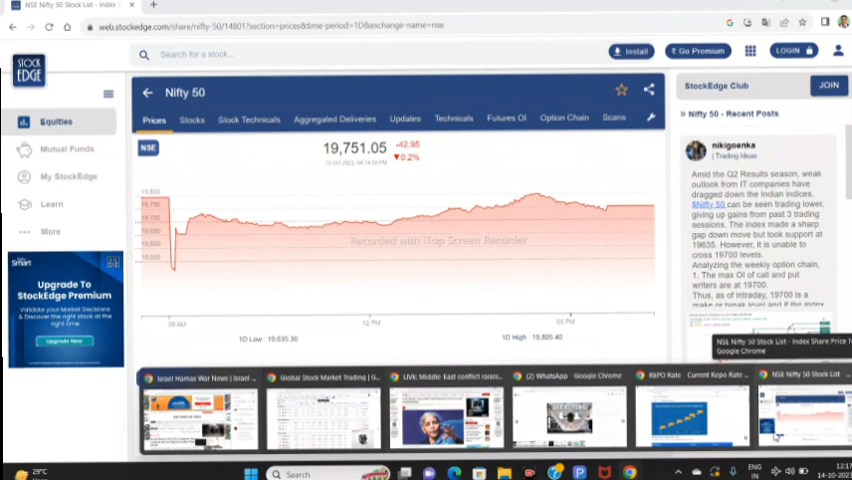 NSE Nifty 50 Stock List - Index S
web.stockedge.com/share/nifty-50/14801?section=prices&time-period=1D&exchange-name=nse
STOCK EDGE
Search for a stock...
Install
Go Premium
LOGIN
Equities
Mutual Funds
My StockEdge
Learn
More
Smart
Upgrade To
StockEdge Premium
Validate your Market Decisions
& Discover the right stock at the
right time
Upgrade Now
Nifty 50
Prices Stocks Stock Technicals Aggregated Deliveries Updates Technicals Futures OI Option Chain Scans
NSE
19,751.05
-42.95
▼0.2%
19,800
19,750
19,700
19,650
19,600
19,550
Recorded with iTop Screen Recorder
09 AM 12 PM 03 PM
1D Low : 19,635.30 1D High : 19,805.40
StockEdge Club
JOIN
» Nifty 50 - Recent Posts
nikigoenka
| Trading Ideas
Amid the Q2 Results season, weak
outlook from IT companies have
dragged down the Indian indices.
$Nifty 50 can be seen trading lower,
giving up gains from past 3 trading
sessions. The index made a sharp
gap down move but took support at
19635. However, it is unable to
cross 19700 levels.
Analyzing the weekly option chain,
1. The max OI of call and put
writers are at 19700.
Thus, as of intraday, 19700 is a
make or break level and if the Index
NSE Nifty 50 Stock List - Index Share Price T
Google Chrome
Israel Hamas War News | Israel ...
Global Stock Market Trading | G...
LIVE: Middle East conflict raises...
(2) WhatsApp - Google Chrome
REPO Rate - Current Repo Rate ...
NSE Nifty 50 Stock List
29°C
Search
ENG
IN
12:17
14-10-2023